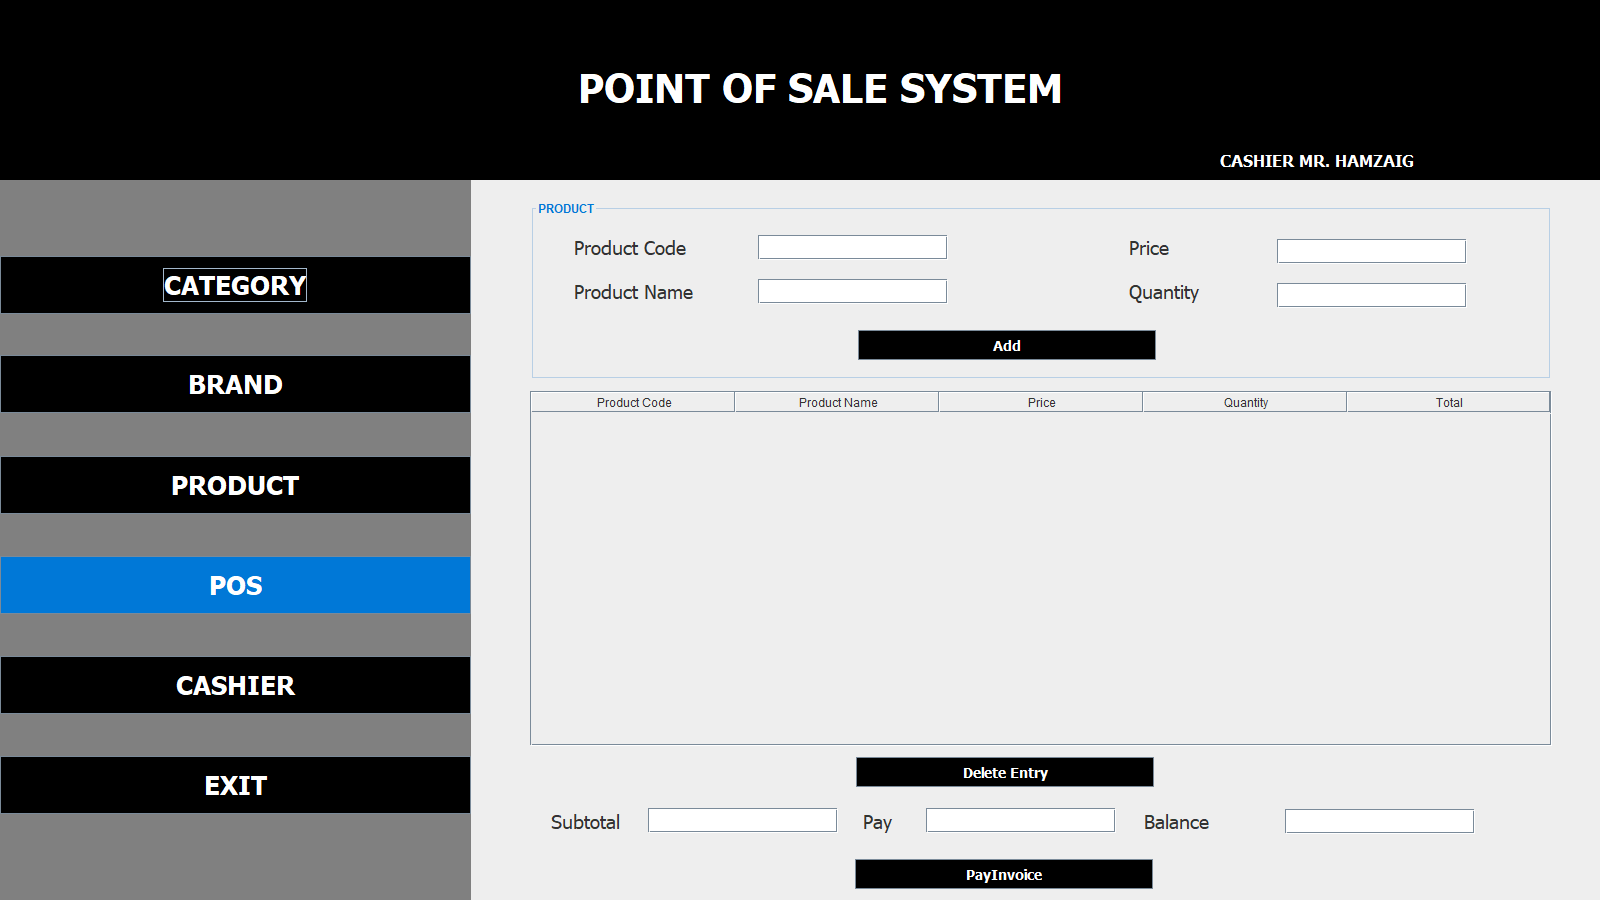 POINT OF SALE SYSTEM
CASHIER MR. HAMZAIG
CATEGORY
BRAND
PRODUCT
POS
CASHIER
EXIT
PRODUCT
Product Code
Price
Product Name
Quantity
Add
Product Code Product Name Price Quantity Total
Delete Entry
Subtotal Pay Balance
PayInvoice